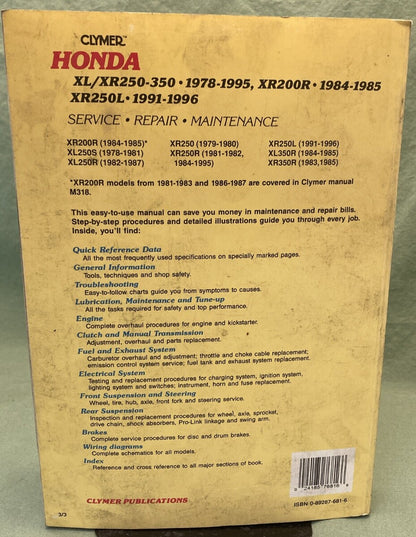 CLYMER™
HONDA
XL/XR250-350 • 1978-1995, XR200R • 1984-1985
XR250L • 1991-1996
SERVICE • REPAIR • MAINTENANCE
XR200R (1984-1985)* XR250 (1979-1980) XR250L (1991-1996)
XL250S (1978-1981) XR250R (1981-1982, XL350R (1984-1985)
XL250R (1982-1987) 1984-1995) XR350R (1983,1985)
*XR200R models from 1981-1983 and 1986-1987 are covered in Clymer manual
M318.
This easy-to-use manual can save you money in maintenance and repair bills.
Step-by-step procedures and detailed illustrations guide you through every job.
Inside, you'll find:
Quick Reference Data
All the most frequently used specifications on specially marked pages.
General Information
Tools, techniques and shop safety.
Troubleshooting
Easy-to-follow charts guide you from symptoms to causes.
Lubrication, Maintenance and Tune-up
All the tasks required for safety and top performance.
Engine
Complete overhaul procedures for engine and kickstarter.
Clutch and Manual Transmission
Adjustment, overhaul and parts replacement.
Fuel and Exhaust System
Carburetor overhaul and adjustment; throttle and choke cable replacement;
emission control system service; fuel tank and exhaust system replacement.
Electrical System
Testing and replacement procedures for charging system, ignition system,
lighting system and switches; instrument, horn and fuse replacement.
Front Suspension and Steering
Wheel, tire, hub, axle, front fork and steering service.
Rear Suspension
Inspection and replacement procedures for wheel, axle, sprocket,
drive chain, shock absorbers, Pro-Link linkage and swing arm.
Brakes
Complete service procedures for disc and drum brakes.
Wiring diagrams
Complete schematics for all models.
Index
Reference and cross reference to all major sections of book.
CLYMER PUBLICATIONS
ISBN: 0-89287-681-6
3/3